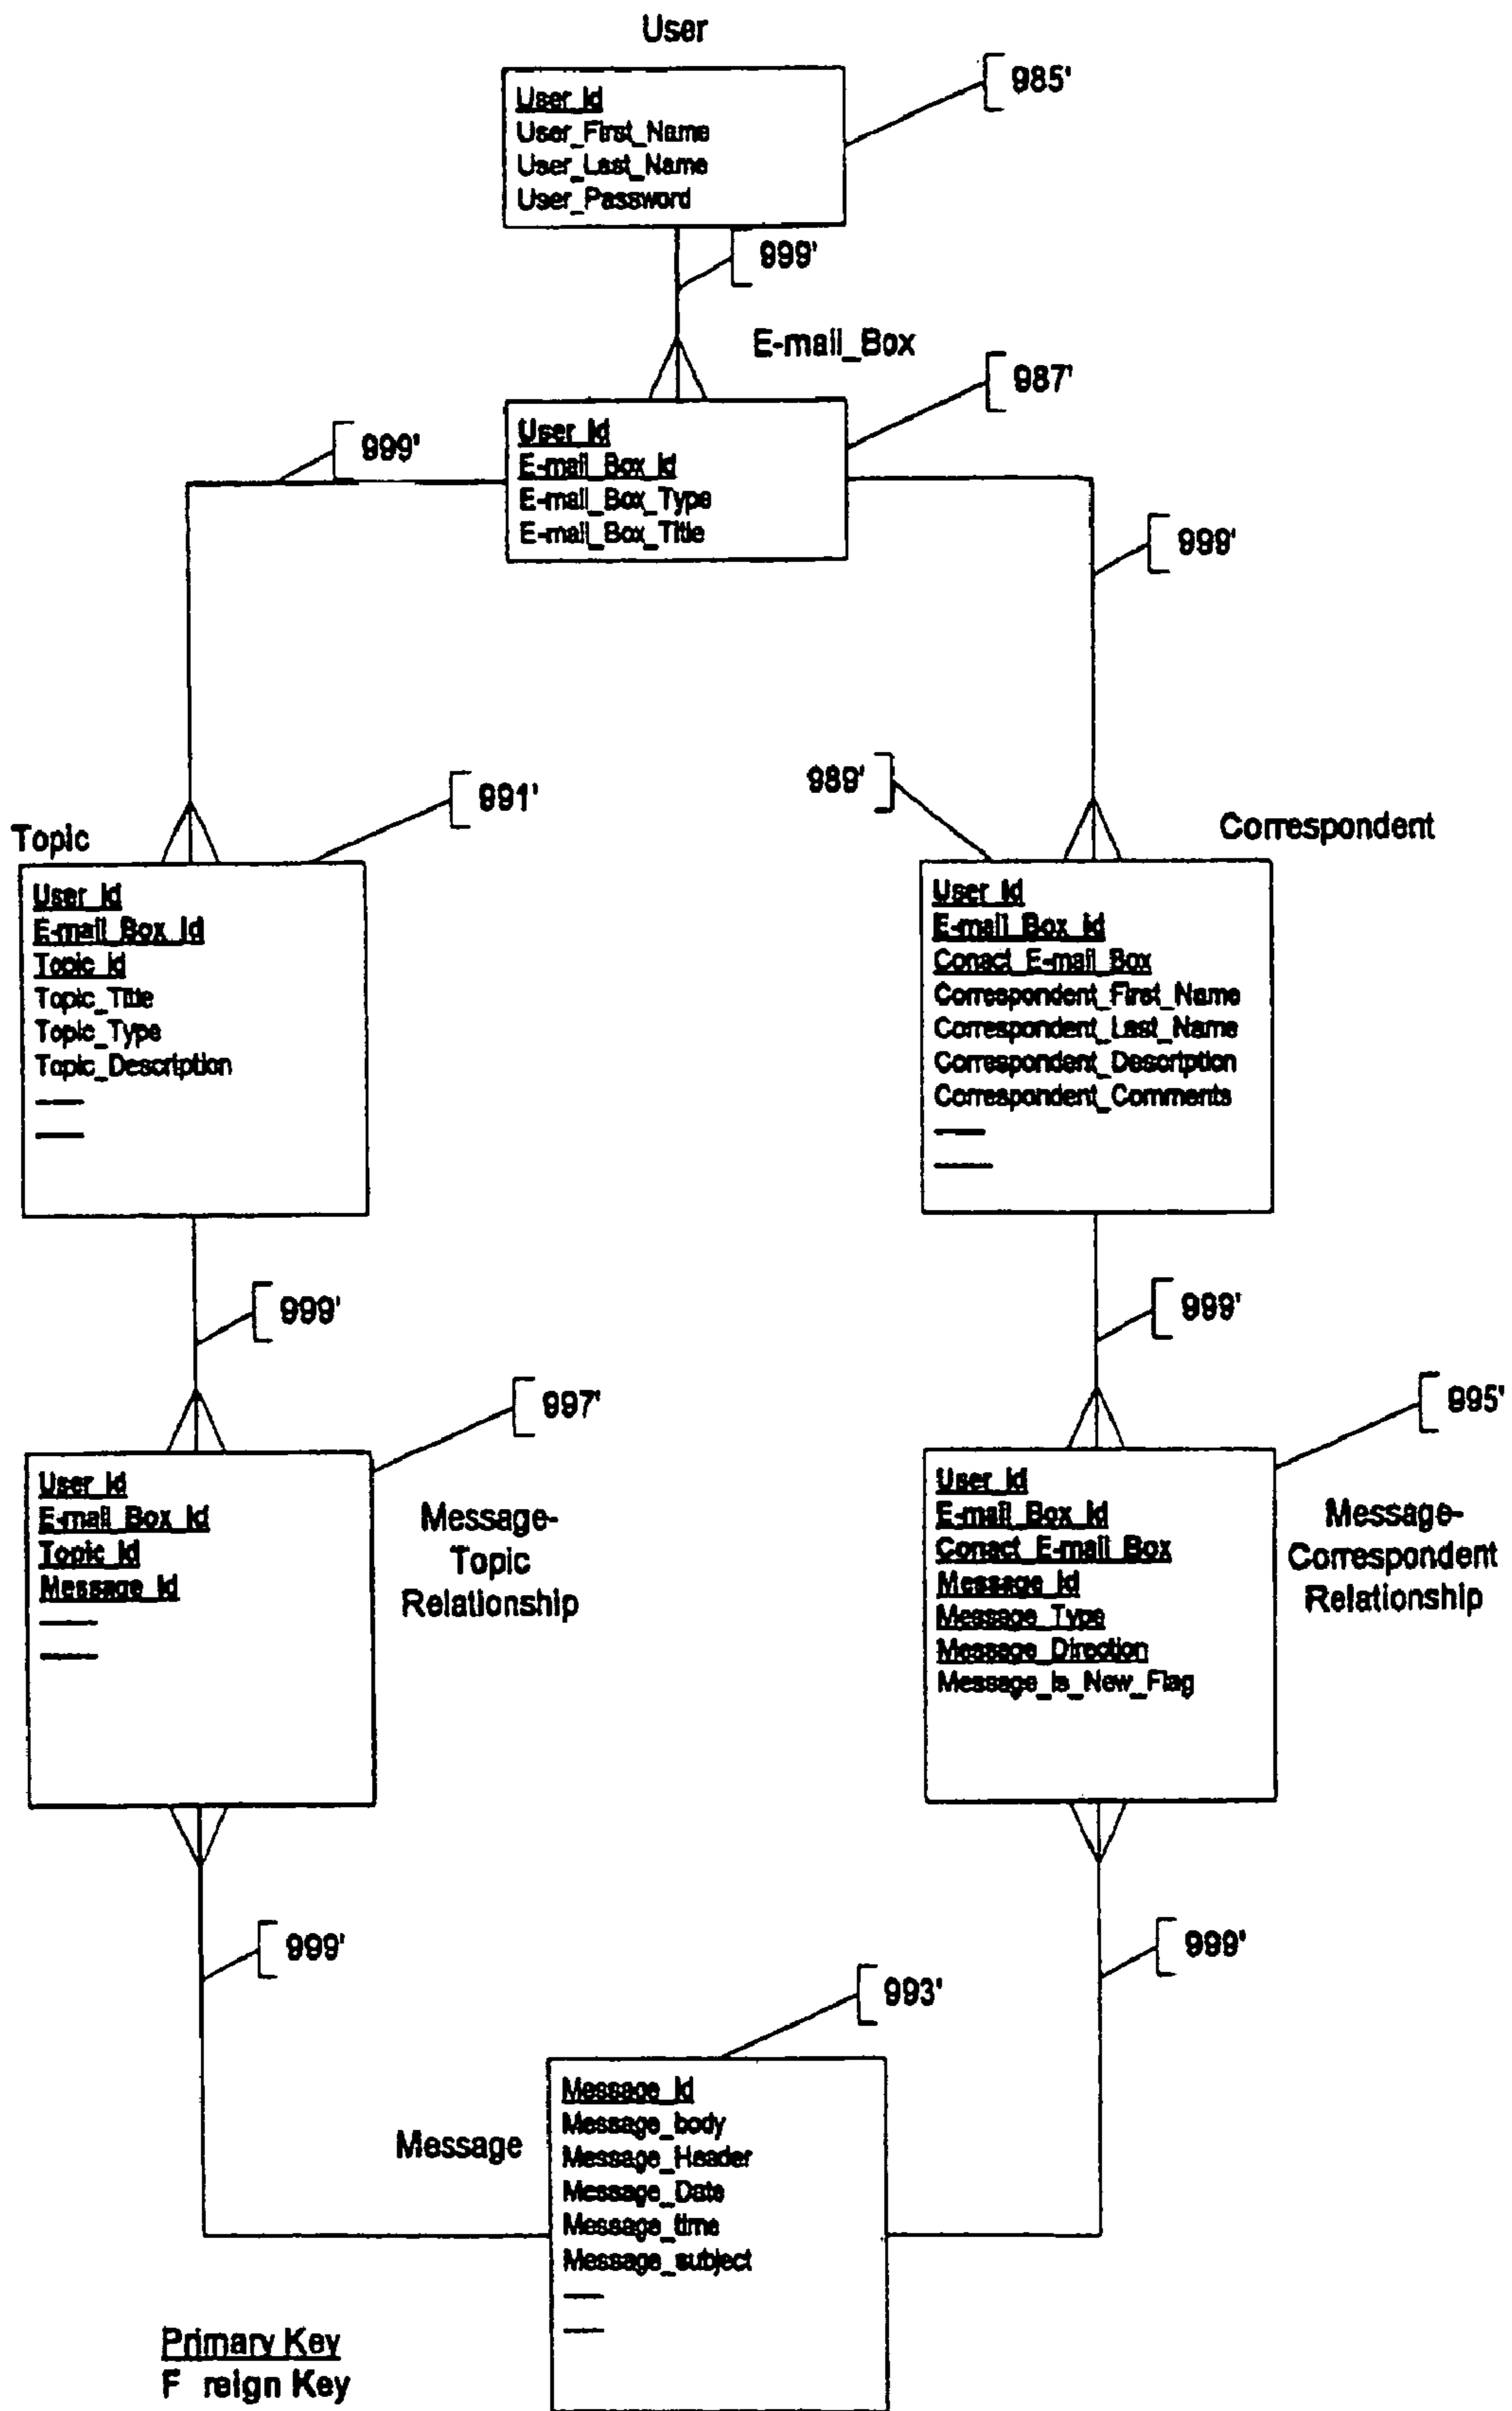 User
985'
User_Id
User_First_Name
User_Last_Name
User_Password
999'
E-mail_Box
987'
User_Id
E-mail_Box_Id
E-mail_Box_Type
E-mail_Box_Title
999'
999'
991'
989'
Topic
Correspondent
User_Id
E-mail_Box_Id
Topic_Id
Topic_Title
Topic_Type
Topic_Description
User_Id
E-mail_Box_Id
Conact_E-mail_Box
Correspondent_First_Name
Correspondent_Last_Name
Correspondent_Description
Correspondent_Comments
999'
999'
997'
995'
User_Id
E-mail_Box_Id
Topic_Id
Message_Id
Message-
Topic
Relationship
User_Id
E-mail_Box_Id
Conact_E-mail_Box
Message_Id
Message_Type
Message_Direction
Message_Is_New_Flag
Message-
Correspondent
Relationship
999'
999'
993'
Message
Message_Id
Message_body
Message_Header
Message_Date
Message_time
Message_subject
Primary Key
F reign Key